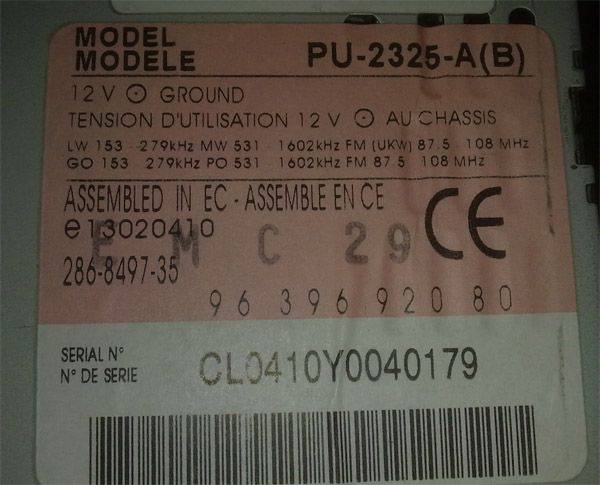 MODEL
MODELE
PU-2325-A(B)
12 V ⊙ GROUND
TENSION D'UTILISATION 12 V ⊙ AU CHASSIS
LW 153 - 279kHz MW 531 - 1602kHz FM (UKW) 87.5 - 108 MHz
GO 153 - 279kHz PO 531 - 1602kHz FM 87.5 - 108 MHz
ASSEMBLED IN EC - ASSEMBLE EN CE
e13020410
CE
E M C 29
286-8497-35
96 396 920 80
SERIAL N°
N° DE SERIE
CL0410Y0040179